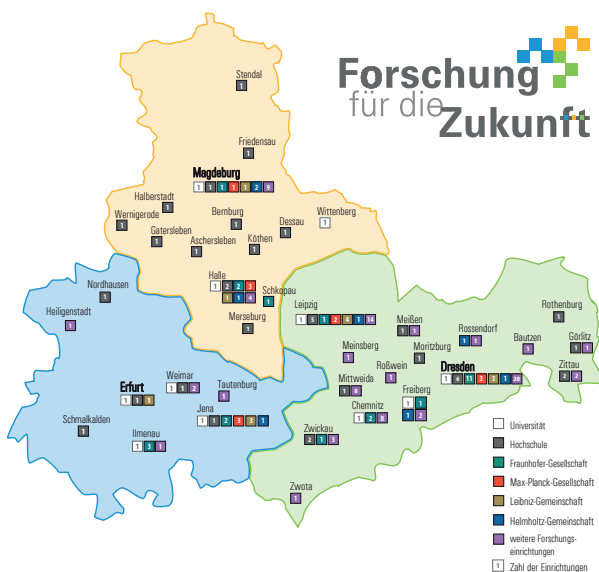 Forschung
für die
Zukunft
Stendal
1
Friedensau
1
Magdeburg
1 1 1 1 1 2 9
Halberstadt
1
Wernigerode
1
Gatersleben
1
Bernburg
1
Aschersleben
1
Köthen
1
Dessau
1
Wittenberg
1
Halle
1 2 2 3
1 1 4
Schkopau
1
Merseburg
1
Nordhausen
1
Heiligenstadt
1
Weimar
1 1 2
Erfurt
1 1 1
Tautenburg
1
Jena
1 1 2 3 3 1
Schmalkalden
1
Ilmenau
1 3 1
Leipzig
1 5 1 2 4 1 14
Meißen
1 1
Meinsberg
1
Moritzburg
1
Rossendorf
1 1
Rothenburg
1
Bautzen
1
Görlitz
1 1
Zittau
2 2
Roßwein
1
Dresden
1 6 11 3 3 1 20
Mittweida
1 8
Freiberg
1 1
1 2
Chemnitz
1 2 8
Zwickau
2 1 3
Zwota
1
Universität
Hochschule
Fraunhofer-Gesellschaft
Max-Planck-Gesellschaft
Leibniz-Gemeinschaft
Helmholtz-Gemeinschaft
weitere Forschungs-
einrichtungen
1 Zahl der Einrichtungen